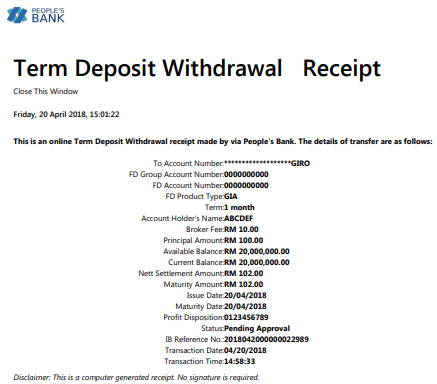 PEOPLE'S
BANK
Term Deposit Withdrawal Receipt
Close This Window
Friday, 20 April 2018, 15:01:22
This is an online Term Deposit Withdrawal receipt made by via People's Bank. The details of transfer are as follows:
To Account Number:*******************GIRO
FD Group Account Number:0000000000
FD Account Number:0000000000
FD Product Type:GIA
Term:1 month
Account Holder's Name:ABCDEF
Broker Fee:RM 10.00
Principal Amount:RM 100.00
Available Balance:RM 20,000,000.00
Current Balance:RM 20,000,000.00
Nett Settlement Amount:RM 102.00
Maturity Amount:RM 102.00
Issue Date:20/04/2018
Maturity Date:20/04/2018
Profit Disposition:0123456789
Status:Pending Approval
IB Reference No.:2018042000000022989
Transaction Date:04/20/2018
Transaction Time:14:58:33
Disclaimer: This is a computer generated receipt. No signature is required.